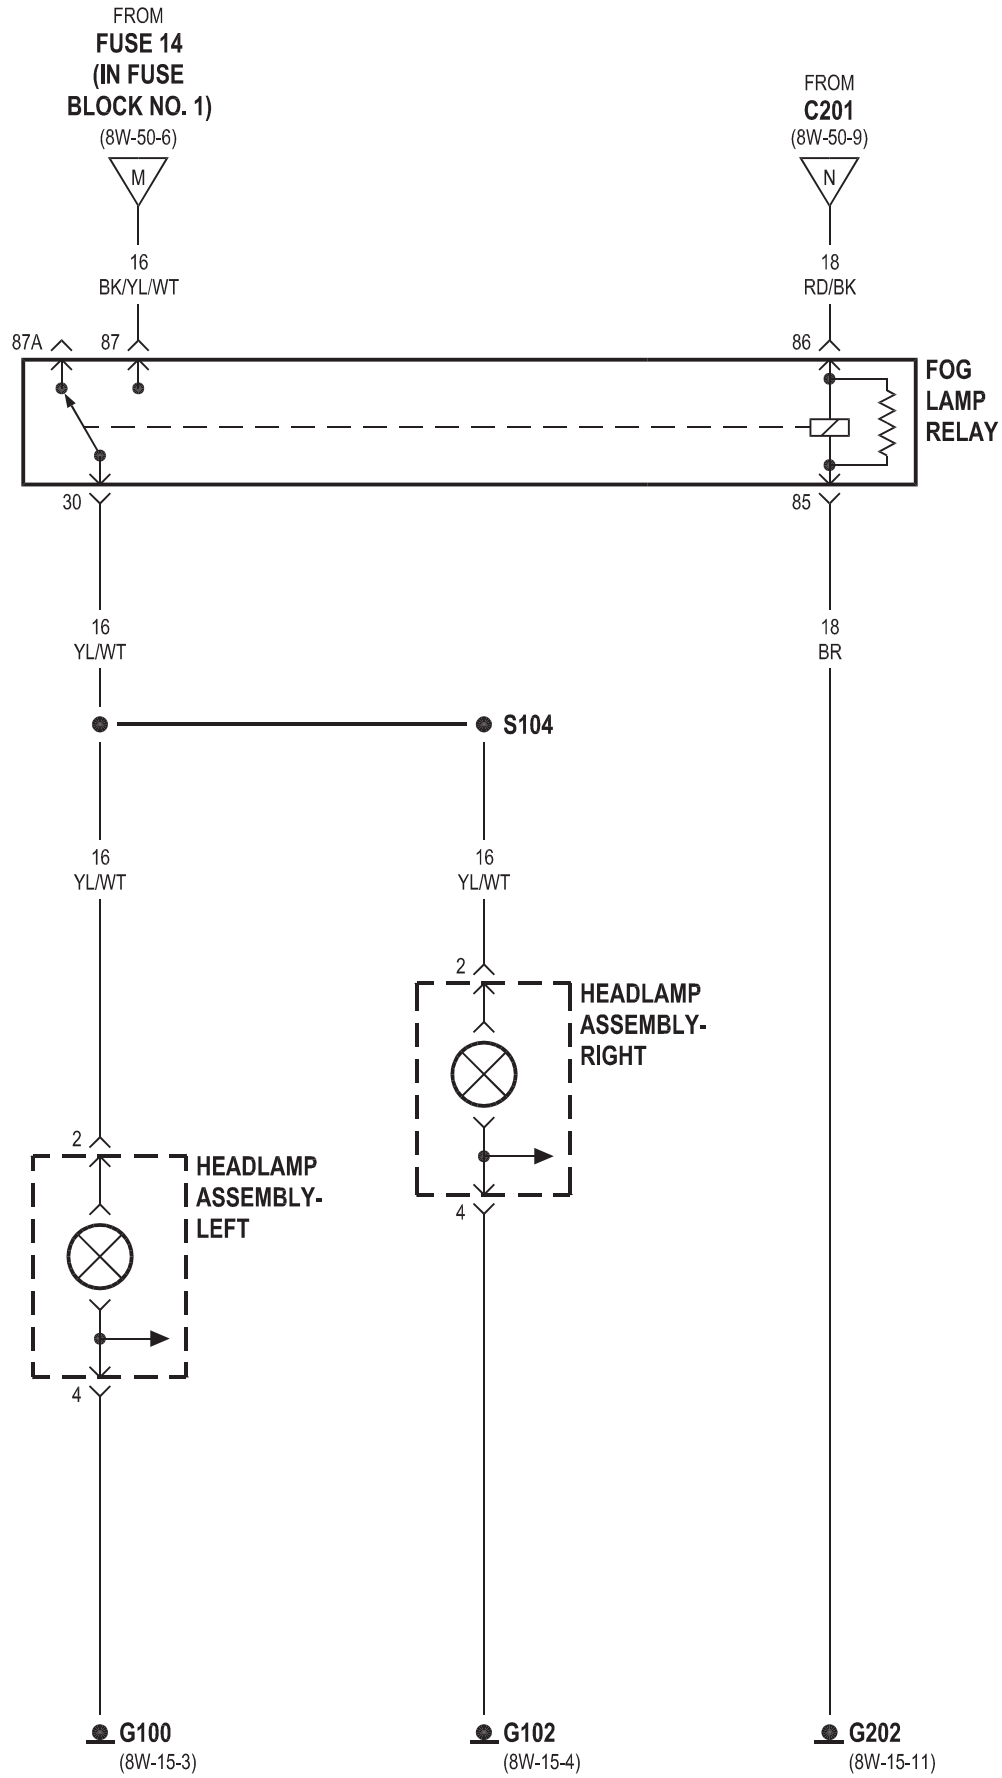 FROM
FUSE 14
(IN FUSE
BLOCK NO. 1)
(8W-50-6)
M
FROM
C201
(8W-50-9)
N
16
BK/YL/WT
18
RD/BK
87A
87
86
FOG
LAMP
RELAY
30
85
16
YL/WT
18
BR
S104
16
YL/WT
16
YL/WT
2
HEADLAMP
ASSEMBLY-
RIGHT
4
2
HEADLAMP
ASSEMBLY-
LEFT
4
G100
(8W-15-3)
G102
(8W-15-4)
G202
(8W-15-11)